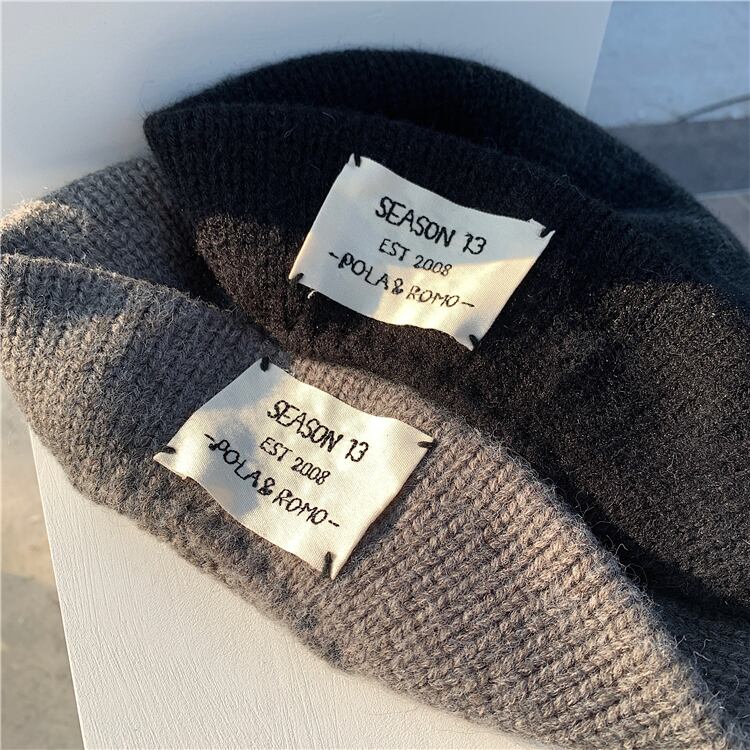 SEASON 13
EST 2008
-POLA & ROMO-
SEASON 13
EST 2008
-POLA & ROMO-